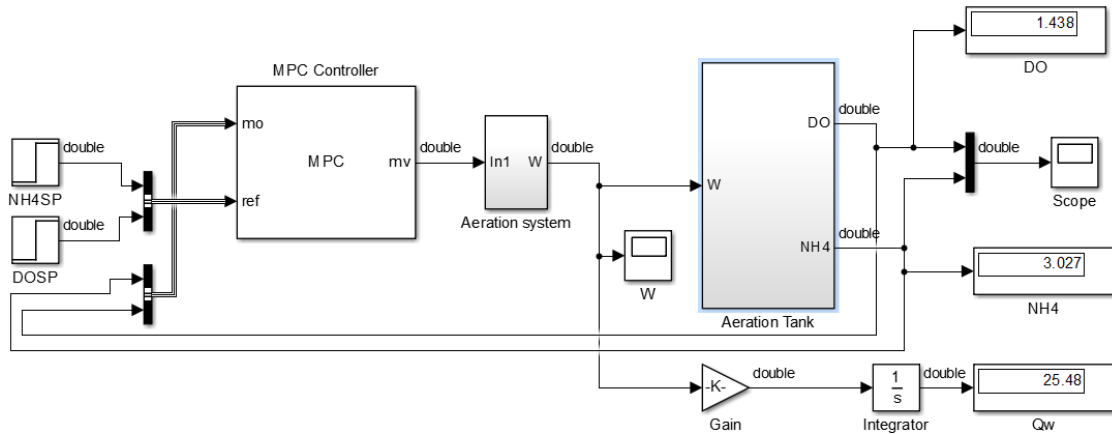 1.438
DO
MPC Controller
double
double
DO
mo
double
double
double
double
MPC
mv
In1
W
W
double
NH4SP
ref
Aeration system
Scope
double
double
NH4
3.027
DOSP
W
NH4
Aeration Tank
double
double
-K-
1
s
25.48
Gain
Integrator
Qw